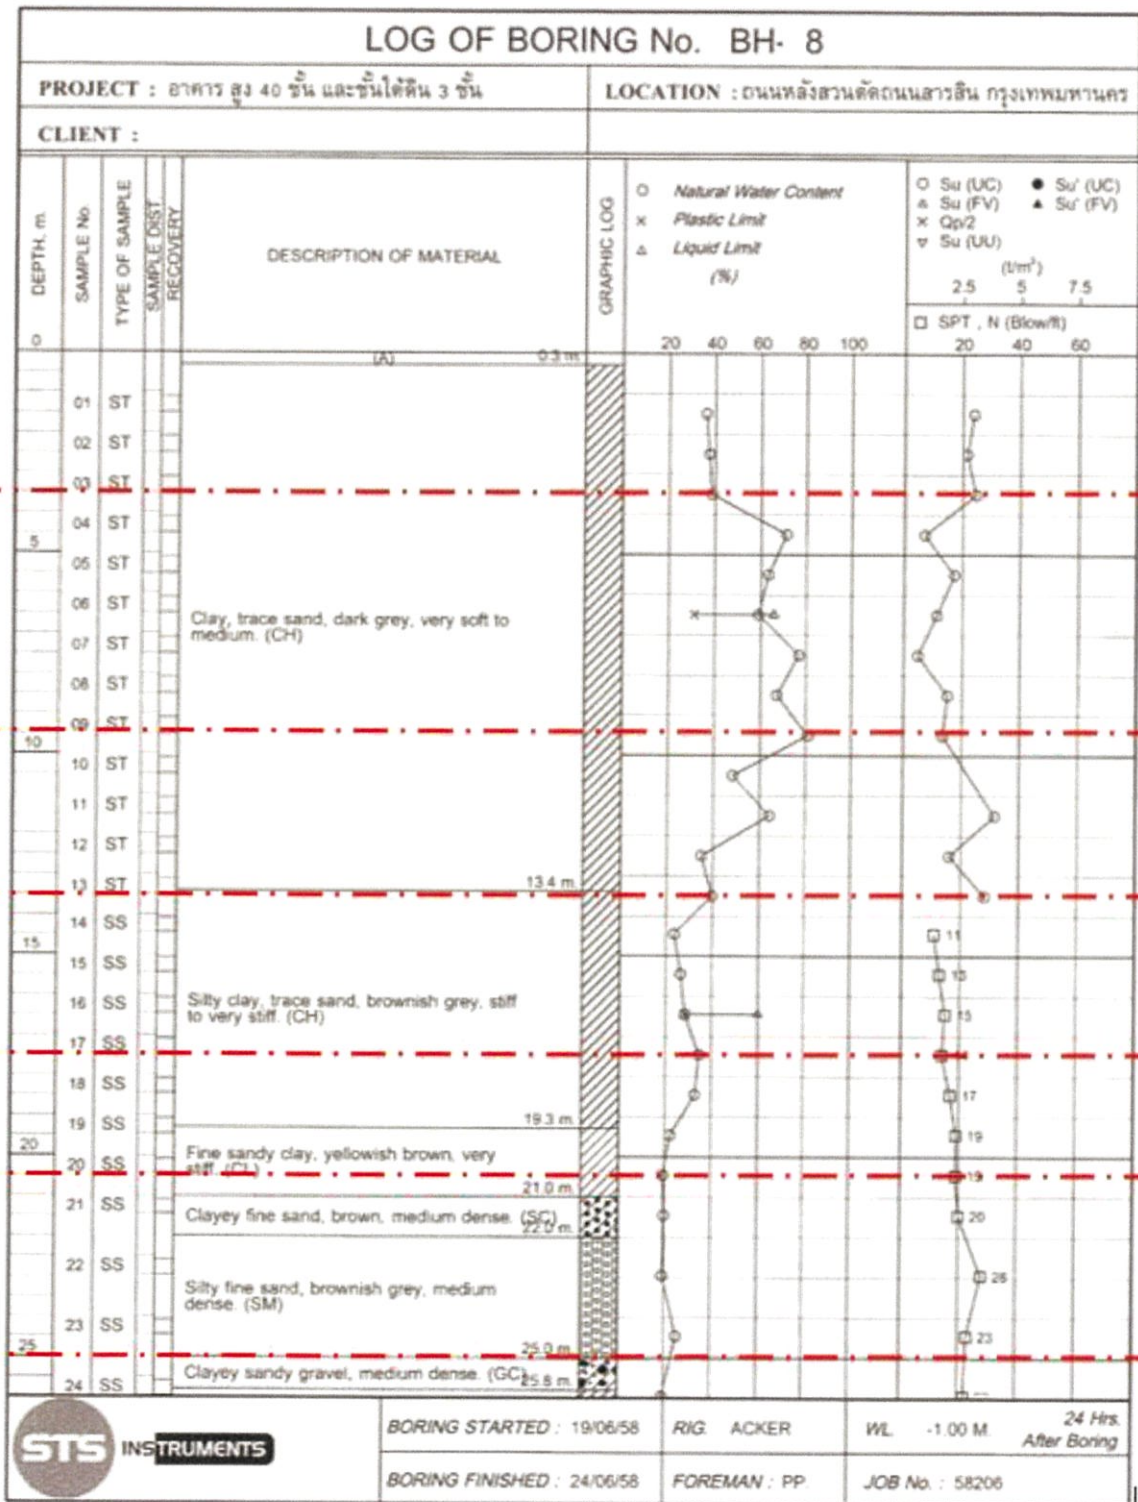 LOG OF BORING No. BH- 8
PROJECT : อาคาร สูง 40 ชั้น และชั้นใต้ดิน 3 ชั้น
LOCATION : ถนนหลังสวนตัดถนนสารสิน กรุงเทพมหานคร
CLIENT :
DEPTH, m.
SAMPLE No.
TYPE OF SAMPLE
SAMPLE DIST
RECOVERY
DESCRIPTION OF MATERIAL
GRAPHIC LOG
○ Natural Water Content
× Plastic Limit
△ Liquid Limit
(%)
20 40 60 80 100
○ Su (UC) ● Su' (UC)
△ Su (FV) ▲ Su' (FV)
× Qp/2
▽ Su (UU)
(t/m²)
2.5 5 7.5
□ SPT , N (Blow/ft)
20 40 60
0
(A) 0.3 m.
01 ST
02 ST
03 ST
04 ST
5
05 ST
06 ST
Clay, trace sand, dark grey, very soft to
medium. (CH)
07 ST
08 ST
09 ST
10
10 ST
11 ST
12 ST
13 ST
13.4 m.
14 SS
11
15
15 SS
16 SS
Silty clay, trace sand, brownish grey, stiff
to very stiff. (CH)
15
17 SS
18 SS
17
19 SS
19.3 m.
19
20
Fine sandy clay, yellowish brown, very
stiff. (CL)
20 SS
19
21.0 m.
21 SS
Clayey fine sand, brown, medium dense. (SC)
22.0 m.
20
22 SS
Silty fine sand, brownish grey, medium
dense. (SM)
23 SS
23
25
25.0 m.
Clayey sandy gravel, medium dense. (GC)
25.8 m.
24 SS
STS INSTRUMENTS
BORING STARTED : 19/06/58
RIG. ACKER
WL. -1.00 M.
24 Hrs.
After Boring
BORING FINISHED : 24/06/58
FOREMAN : PP.
JOB No. : 58206